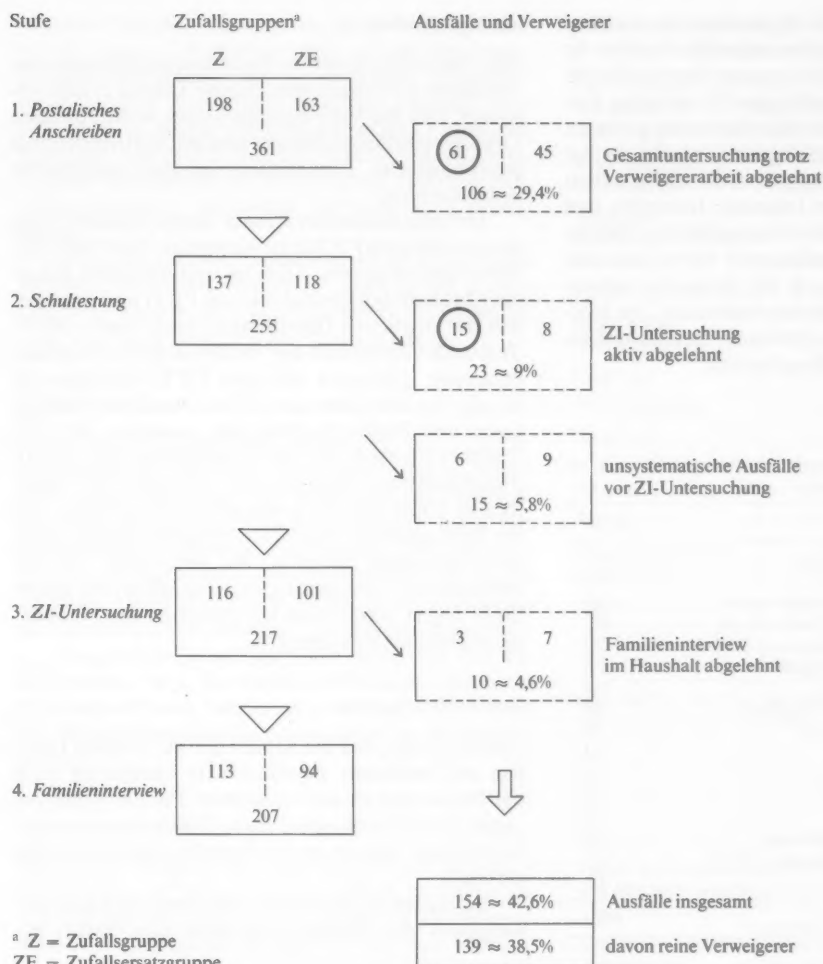 Stufe Zufallsgruppenᵃ Ausfälle und Verweigerer
Z ZE
1. Postalisches
Anschreiben
198 163
361
61 45
106 ≈ 29,4%
Gesamtuntersuchung trotz
Verweigererarbeit abgelehnt
2. Schultestung
137 118
255
15 8
23 ≈ 9%
ZI-Untersuchung
aktiv abgelehnt
6 9
15 ≈ 5,8%
unsystematische Ausfälle
vor ZI-Untersuchung
3. ZI-Untersuchung
116 101
217
3 7
10 ≈ 4,6%
Familieninterview
im Haushalt abgelehnt
4. Familieninterview
113 94
207
154 ≈ 42,6% Ausfälle insgesamt
139 ≈ 38,5% davon reine Verweigerer
ᵃ Z = Zufallsgruppe
ZE = Zufallsersatzgruppe